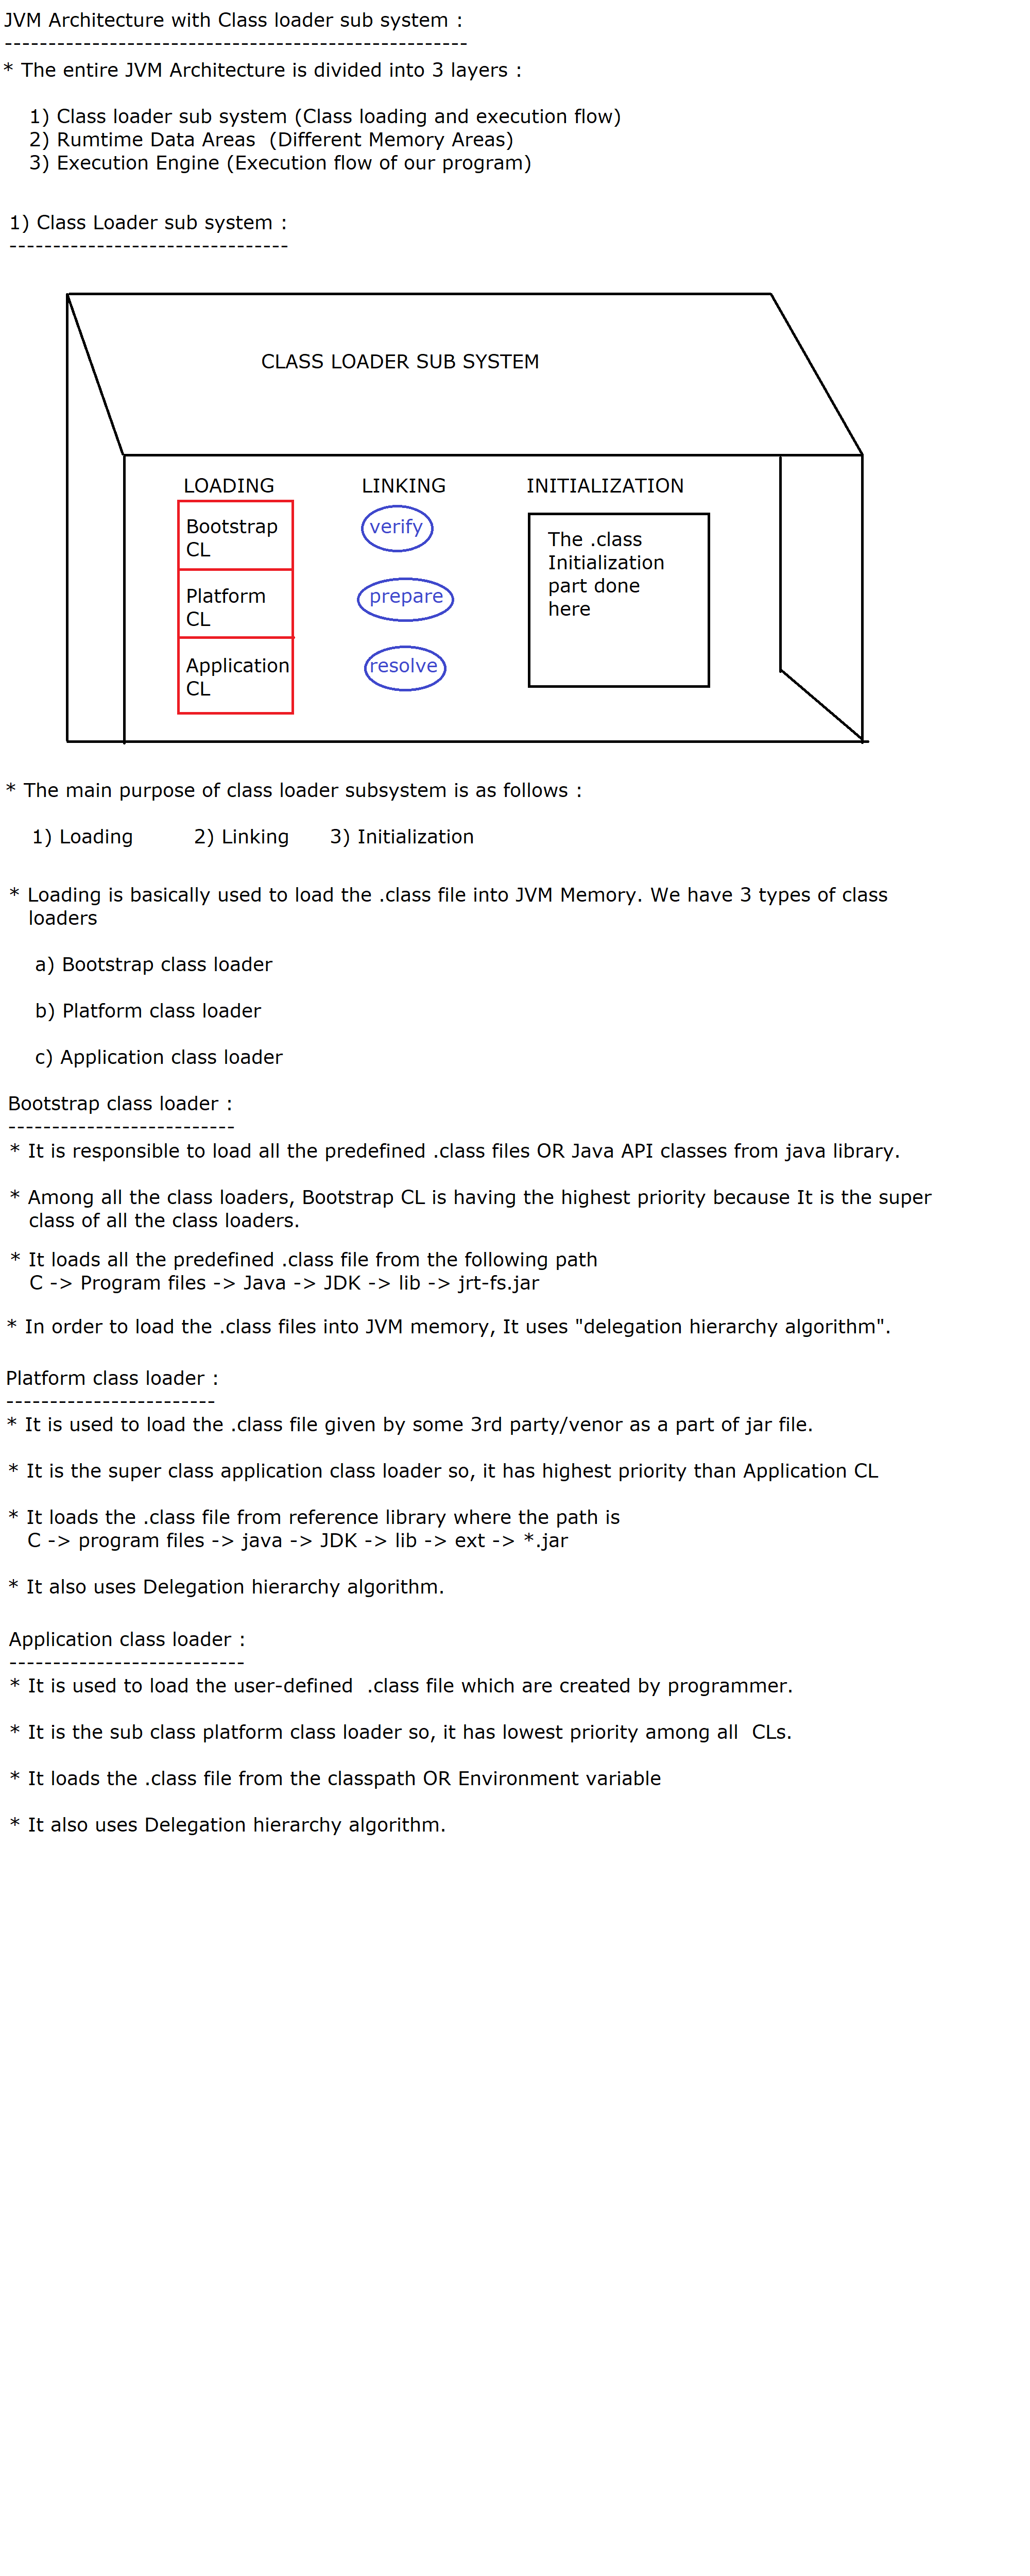 JVM Architecture with Class loader sub system :
-----------------------------------------------------
* The entire JVM Architecture is divided into 3 layers :
1) Class loader sub system (Class loading and execution flow)
2) Rumtime Data Areas  (Different Memory Areas)
3) Execution Engine (Execution flow of our program)
1) Class Loader sub system :
--------------------------------
CLASS LOADER SUB SYSTEM
LOADING LINKING INITIALIZATION
Bootstrap
CL
verify
The .class
Initialization
part done
here
Platform
CL
prepare
Application
CL
resolve
* The main purpose of class loader subsystem is as follows :
1) Loading 2) Linking 3) Initialization
* Loading is basically used to load the .class file into JVM Memory. We have 3 types of class
loaders
a) Bootstrap class loader
b) Platform class loader
c) Application class loader
Bootstrap class loader :
--------------------------
* It is responsible to load all the predefined .class files OR Java API classes from java library.
* Among all the class loaders, Bootstrap CL is having the highest priority because It is the super
class of all the class loaders.
* It loads all the predefined .class file from the following path
C -> Program files -> Java -> JDK -> lib -> jrt-fs.jar
* In order to load the .class files into JVM memory, It uses "delegation hierarchy algorithm".
Platform class loader :
------------------------
* It is used to load the .class file given by some 3rd party/venor as a part of jar file.
* It is the super class application class loader so, it has highest priority than Application CL
* It loads the .class file from reference library where the path is
C -> program files -> java -> JDK -> lib -> ext -> *.jar
* It also uses Delegation hierarchy algorithm.
Application class loader :
---------------------------
* It is used to load the user-defined  .class file which are created by programmer.
* It is the sub class platform class loader so, it has lowest priority among all  CLs.
* It loads the .class file from the classpath OR Environment variable
* It also uses Delegation hierarchy algorithm.